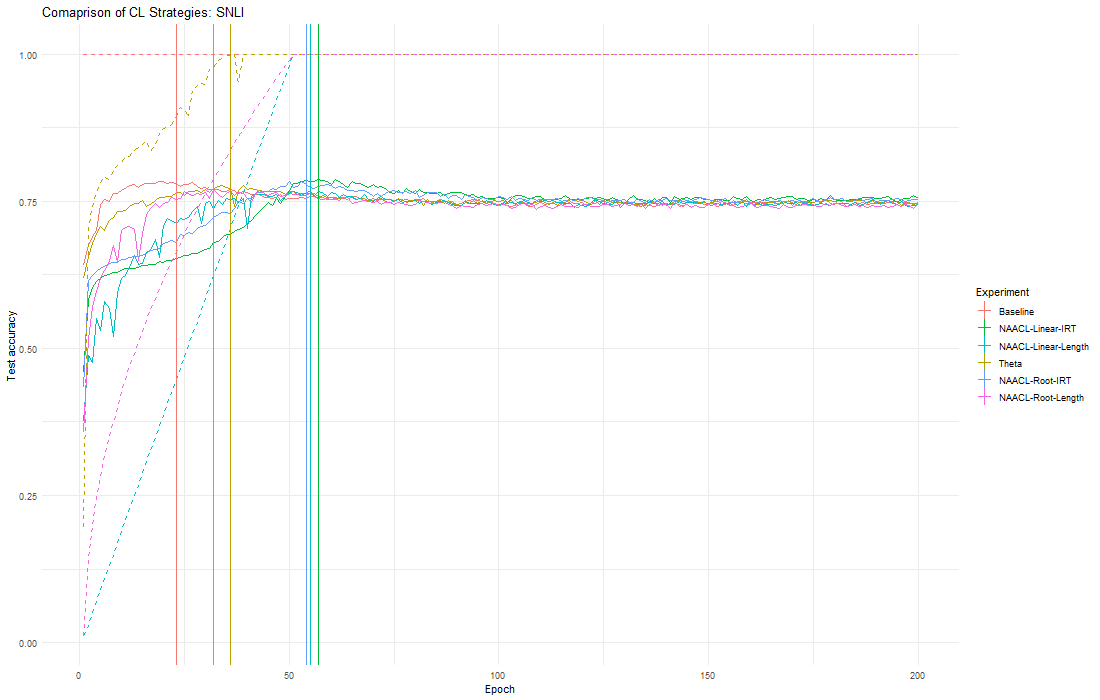 Comaprison of CL Strategies: SNLI
1.00
0.75
0.50
0.25
0.00
Test accuracy
0
50
100
150
200
Epoch
Experiment
Baseline
NAACL-Linear-IRT
NAACL-Linear-Length
Theta
NAACL-Root-IRT
NAACL-Root-Length